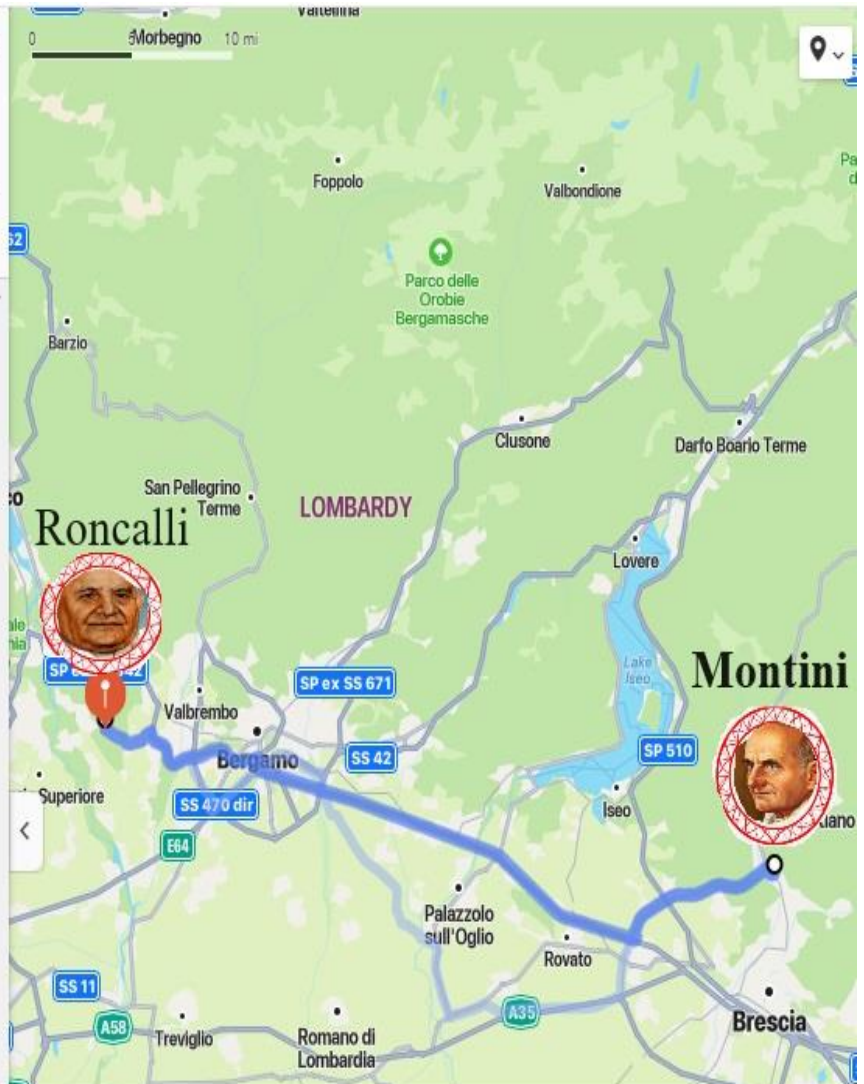 Valtellina
Morbegno
0 5 10 mi
Foppolo
Valbondione
Parco delle
Orobie
Bergamasche
Barzio
Clusone
Darfo Boario Terme
San Pellegrino
Terme
LOMBARDY
Roncalli
Lovere
Lake
Iseo
Montini
SP ex SS 671
Valbrembo
Bergamo
SS 42
SP 510
Superiore
SS 470 dir
Iseo
E64
Palazzolo
sull'Oglio
Rovato
SS 11
A58
Treviglio
Romano di
Lombardia
A35
Brescia